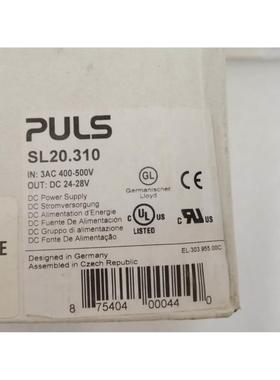 PULS
SL20.310
IN: 3AC 400-500V
OUT: DC 24-28V
DC Power Supply
DC Stromversorgung
DC Alimentation d'Energie
DC Fuente De Alimentación
DC Gruppo di alimentazione
DC Fonte De Alimentação
GL
Germanischer
Lloyd
CE
C UL US
LISTED
EL-303.955.00C
Designed in Germany
Assembled in Czech Republic
E
8 75404 00044 0